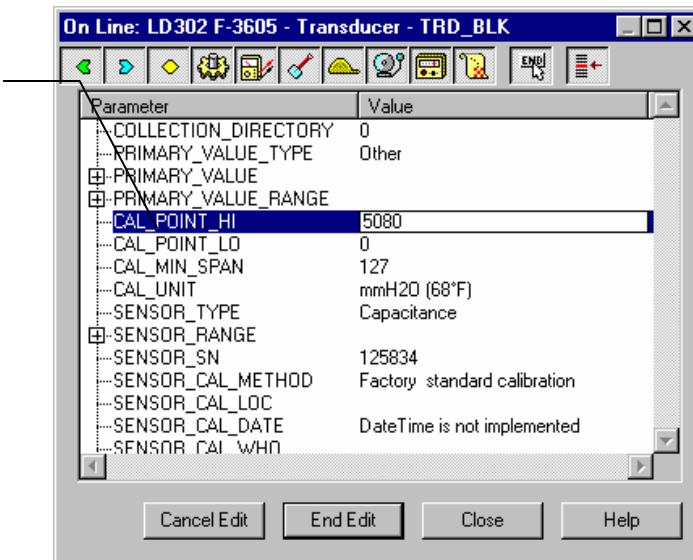 On Line: LD302 F-3605 - Transducer - TRD_BLK
END
Parameter Value
COLLECTION_DIRECTORY 0
PRIMARY_VALUE_TYPE Other
PRIMARY_VALUE
PRIMARY_VALUE_RANGE
CAL_POINT_HI 5080
CAL_POINT_LO 0
CAL_MIN_SPAN 127
CAL_UNIT mmH2O (68°F)
SENSOR_TYPE Capacitance
SENSOR_RANGE
SENSOR_SN 125834
SENSOR_CAL_METHOD Factory standard calibration
SENSOR_CAL_LOC
SENSOR_CAL_DATE DateTime is not implemented
SENSOR_CAL_WHO
Cancel Edit End Edit Close Help